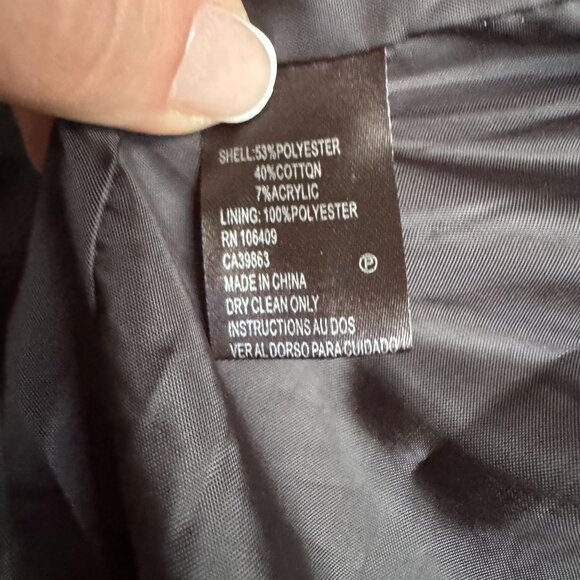 SHELL:53%POLYESTER
40%COTTON
7%ACRYLIC
LINING: 100%POLYESTER
RN 106409
CA39863
P
MADE IN CHINA
DRY CLEAN ONLY
INSTRUCTIONS AU DOS
VER AL DORSO PARA CUIDADO